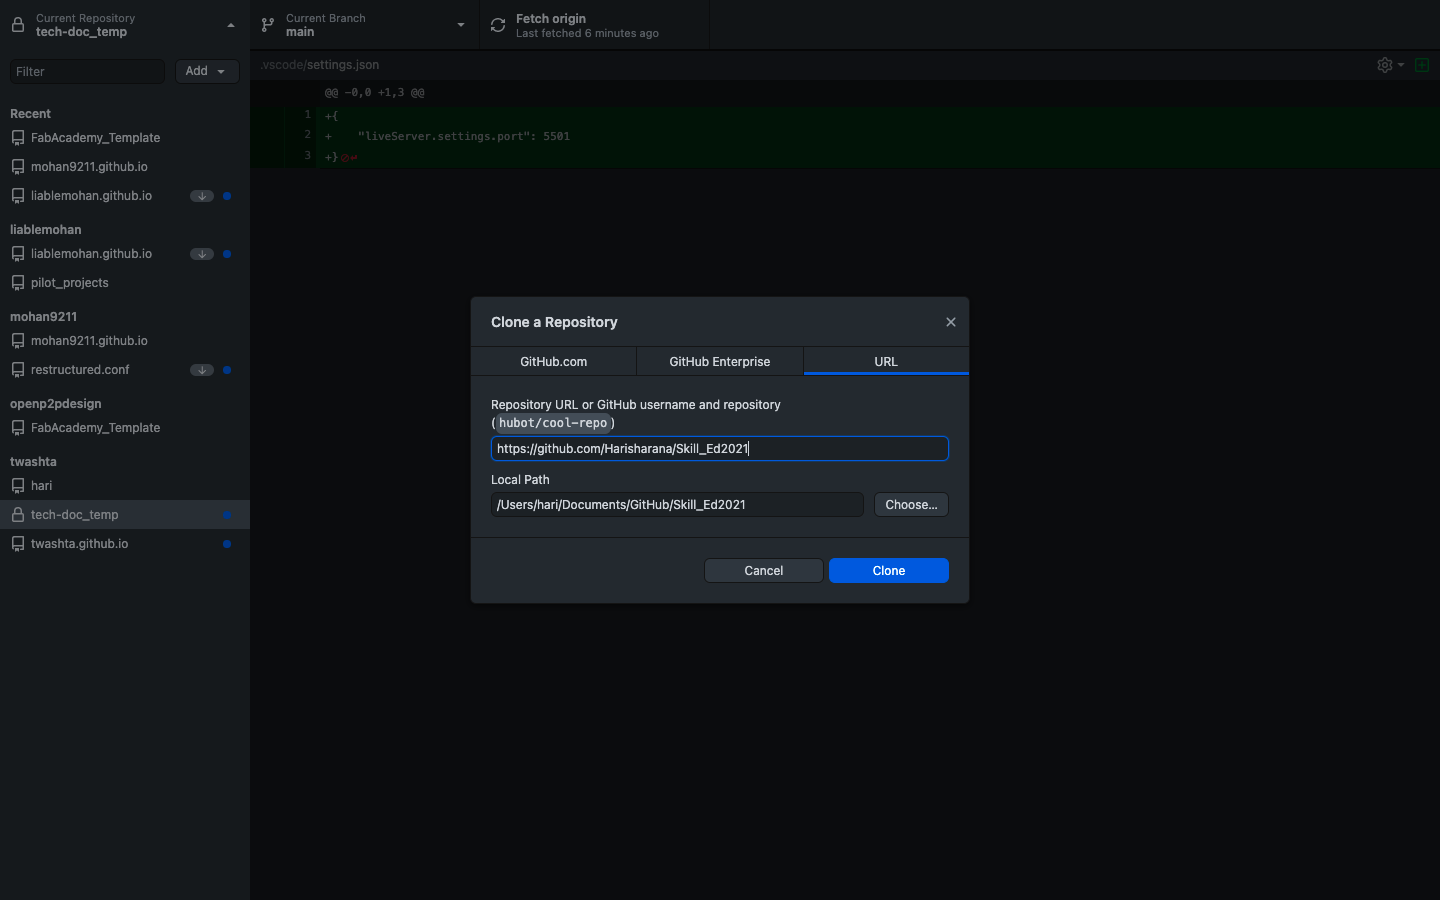 Current Repository
tech-doc_temp
Current Branch
main
Fetch origin
Last fetched 6 minutes ago
Filter
Add
.vscode/settings.json
@@ -0,0 +1,3 @@
1 +{
2 + "liveServer.settings.port": 5501
3 +}
Recent
FabAcademy_Template
mohan9211.github.io
liablemohan.github.io
liablemohan
liablemohan.github.io
pilot_projects
mohan9211
mohan9211.github.io
restructured.conf
openp2pdesign
FabAcademy_Template
twashta
hari
tech-doc_temp
twashta.github.io
Clone a Repository
GitHub.com
GitHub Enterprise
URL
Repository URL or GitHub username and repository
(hubot/cool-repo)
https://github.com/Harisharana/Skill_Ed2021
Local Path
/Users/hari/Documents/GitHub/Skill_Ed2021
Choose...
Cancel
Clone